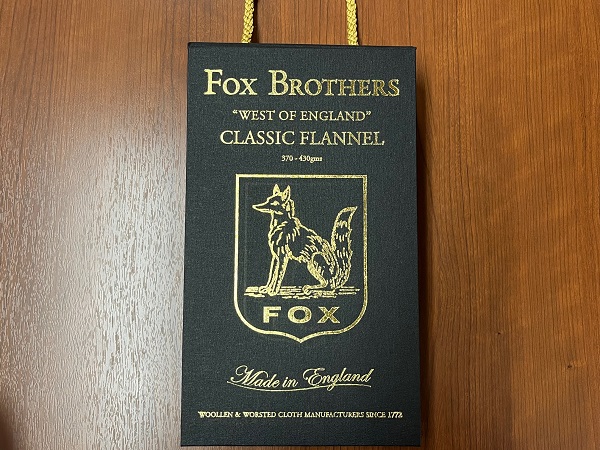 FOX BROTHERS
"WEST OF ENGLAND"
CLASSIC FLANNEL
370 - 430gms
FOX
Made in England
WOOLLEN & WORSTED CLOTH MANUFACTURERS SINCE 1772